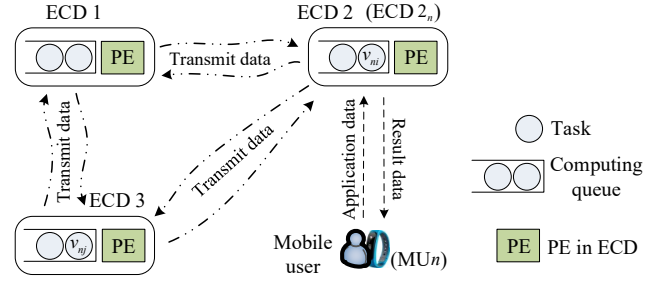 ECD 1
ECD 2 (ECD 2n)
PE
Transmit data
vni
PE
Transmit data
Transmit data
Application data
Result data
Task
Computing
queue
ECD 3
vnj
PE
Mobile
user
(MUn)
PE
PE in ECD